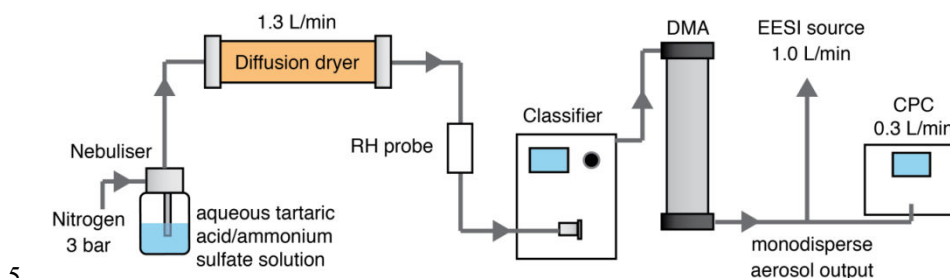 1.3 L/min
Diffusion dryer
Nebuliser
Nitrogen
3 bar
aqueous tartaric
acid/ammonium
sulfate solution
RH probe
Classifier
DMA
EESI source
1.0 L/min
CPC
0.3 L/min
monodisperse
aerosol output
5